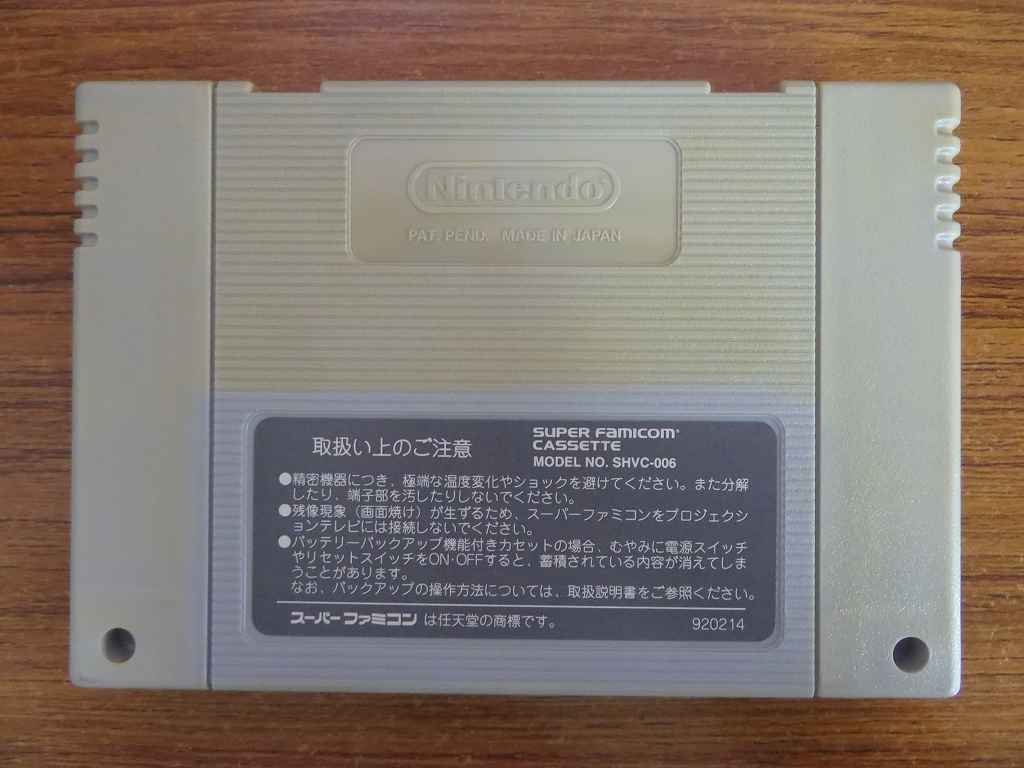 Nintendo
PAT. PEND. MADE IN JAPAN
取扱い上のご注意
SUPER FAMICOM
CASSETTE
MODEL NO. SHVC-006
●精密機器につき、極端な温度変化やショックを避けてください。また分解
したり、端子部を汚したりしないでください。
●残像現象（画面焼け）が生ずるため、スーパーファミコンをプロジェクシ
ョンテレビには接続しないでください。
●バッテリーバックアップ機能付きカセットの場合、むやみに電源スイッチ
やリセットスイッチをON·OFFすると、蓄積されている内容が消えてしま
うことがあります。
なお、バックアップの操作方法については、取扱説明書をご参照ください。
スーパーファミコン は任天堂の商標です。
920214